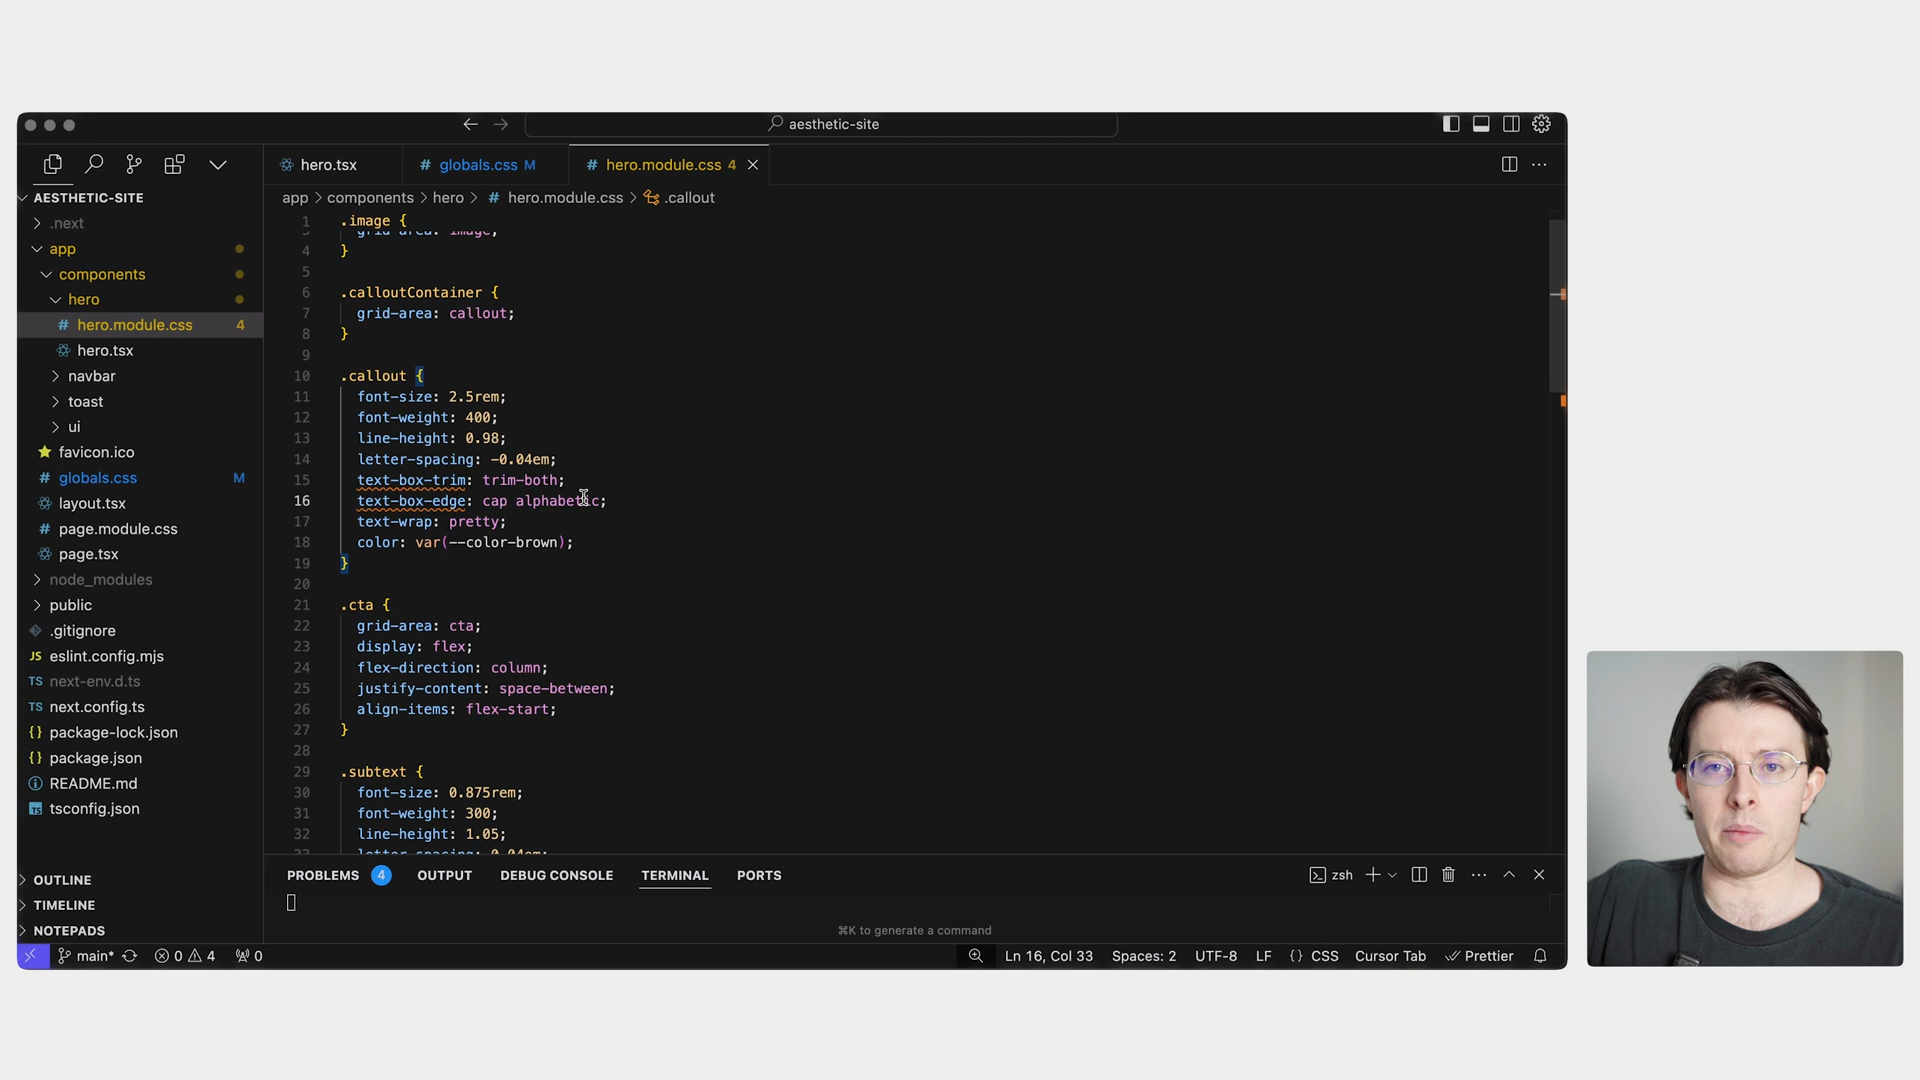 aesthetic-site
hero.tsx
# globals.css M
# hero.module.css 4
AESTHETIC-SITE
app > components > hero > # hero.module.css > .callout
.next
app
components
hero
# hero.module.css 4
hero.tsx
navbar
toast
ui
favicon.ico
# globals.css M
layout.tsx
# page.module.css
page.tsx
node_modules
public
.gitignore
JS eslint.config.mjs
TS next-env.d.ts
TS next.config.ts
{} package-lock.json
{} package.json
README.md
TS tsconfig.json
OUTLINE
TIMELINE
NOTEPADS
1 .image {
3 grid-area: image;
4 }
5
6 .calloutContainer {
7 grid-area: callout;
8 }
9
10 .callout {
11 font-size: 2.5rem;
12 font-weight: 400;
13 line-height: 0.98;
14 letter-spacing: -0.04em;
15 text-box-trim: trim-both;
16 text-box-edge: cap alphabetic;
17 text-wrap: pretty;
18 color: var(--color-brown);
19 }
20
21 .cta {
22 grid-area: cta;
23 display: flex;
24 flex-direction: column;
25 justify-content: space-between;
26 align-items: flex-start;
27 }
28
29 .subtext {
30 font-size: 0.875rem;
31 font-weight: 300;
32 line-height: 1.05;
PROBLEMS 4 OUTPUT DEBUG CONSOLE TERMINAL PORTS
zsh
⌘K to generate a command
main* 0 4 0
Ln 16, Col 33 Spaces: 2 UTF-8 LF {} CSS Cursor Tab Prettier